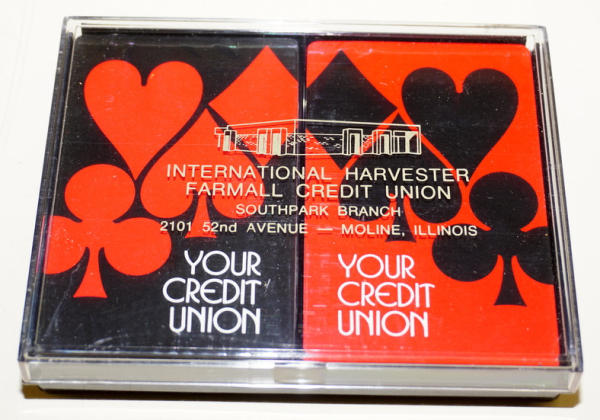 INTERNATIONAL HARVESTER
FARMALL CREDIT UNION
SOUTHPARK BRANCH
2101 52nd AVENUE — MOLINE, ILLINOIS
YOUR
CREDIT
UNION
YOUR
CREDIT
UNION